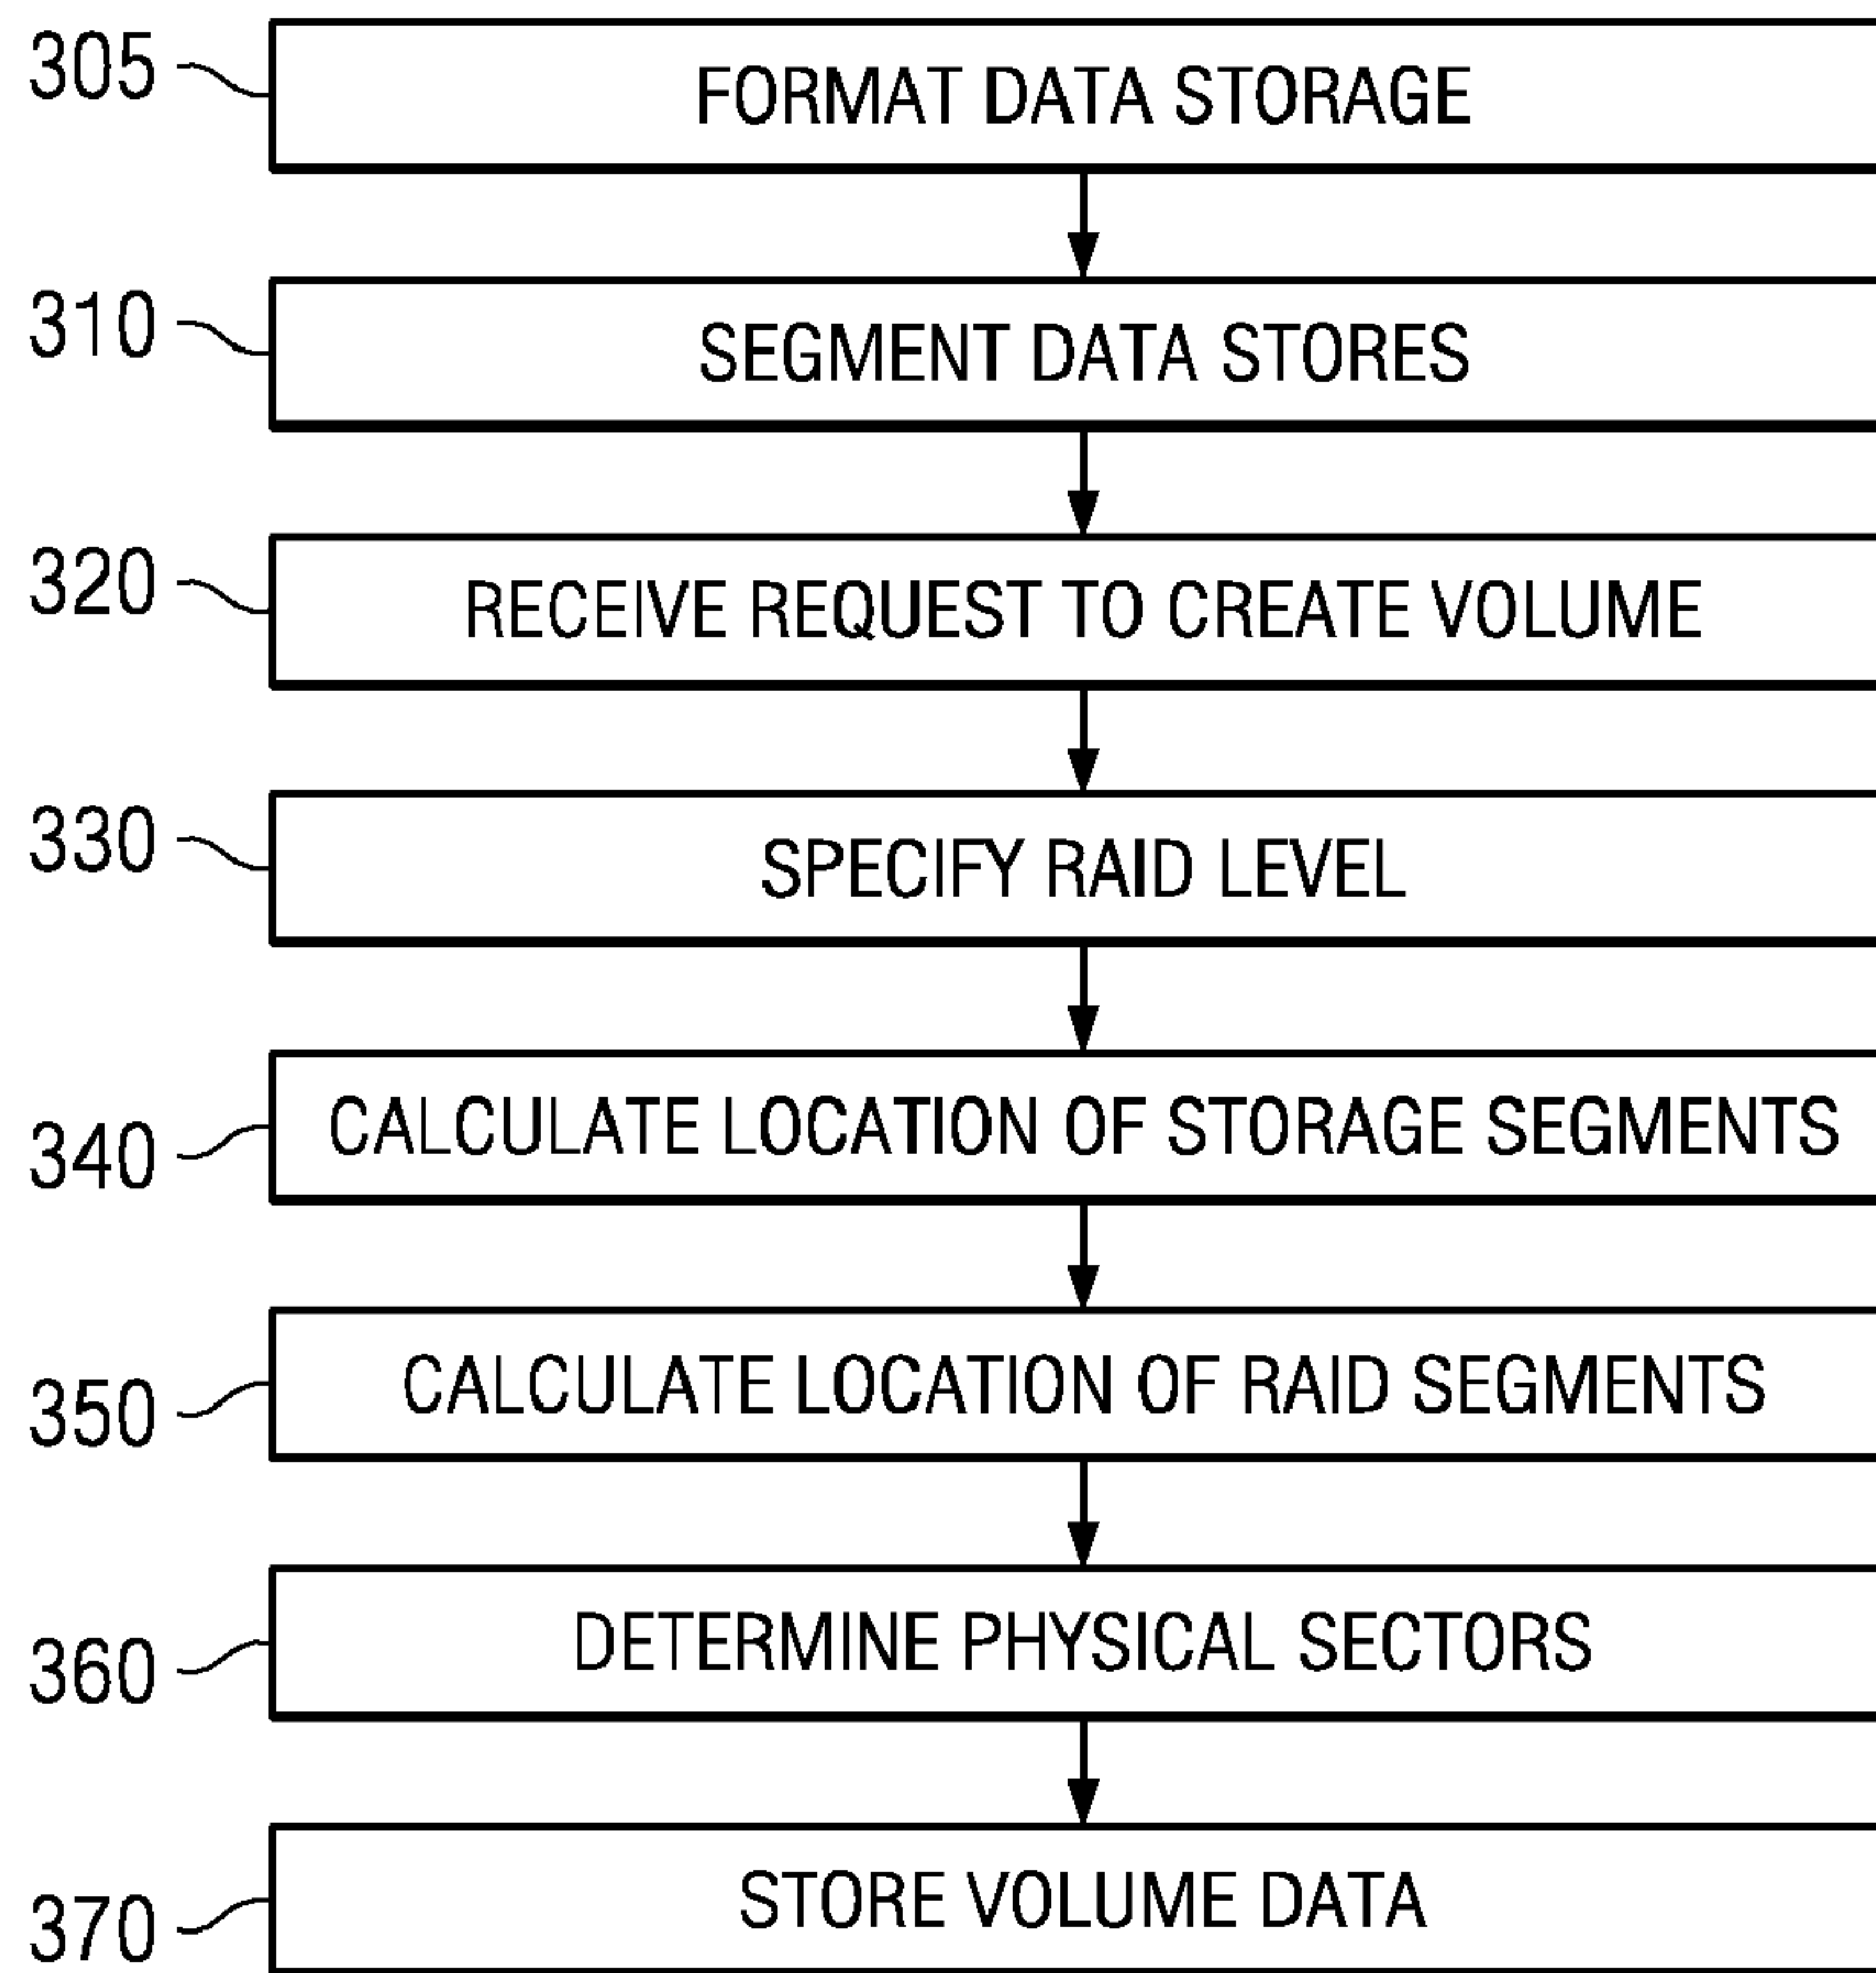 305 FORMAT DATA STORAGE
310 SEGMENT DATA STORES
320 RECEIVE REQUEST TO CREATE VOLUME
330 SPECIFY RAID LEVEL
340 CALCULATE LOCATION OF STORAGE SEGMENTS
350 CALCULATE LOCATION OF RAID SEGMENTS
360 DETERMINE PHYSICAL SECTORS
370 STORE VOLUME DATA